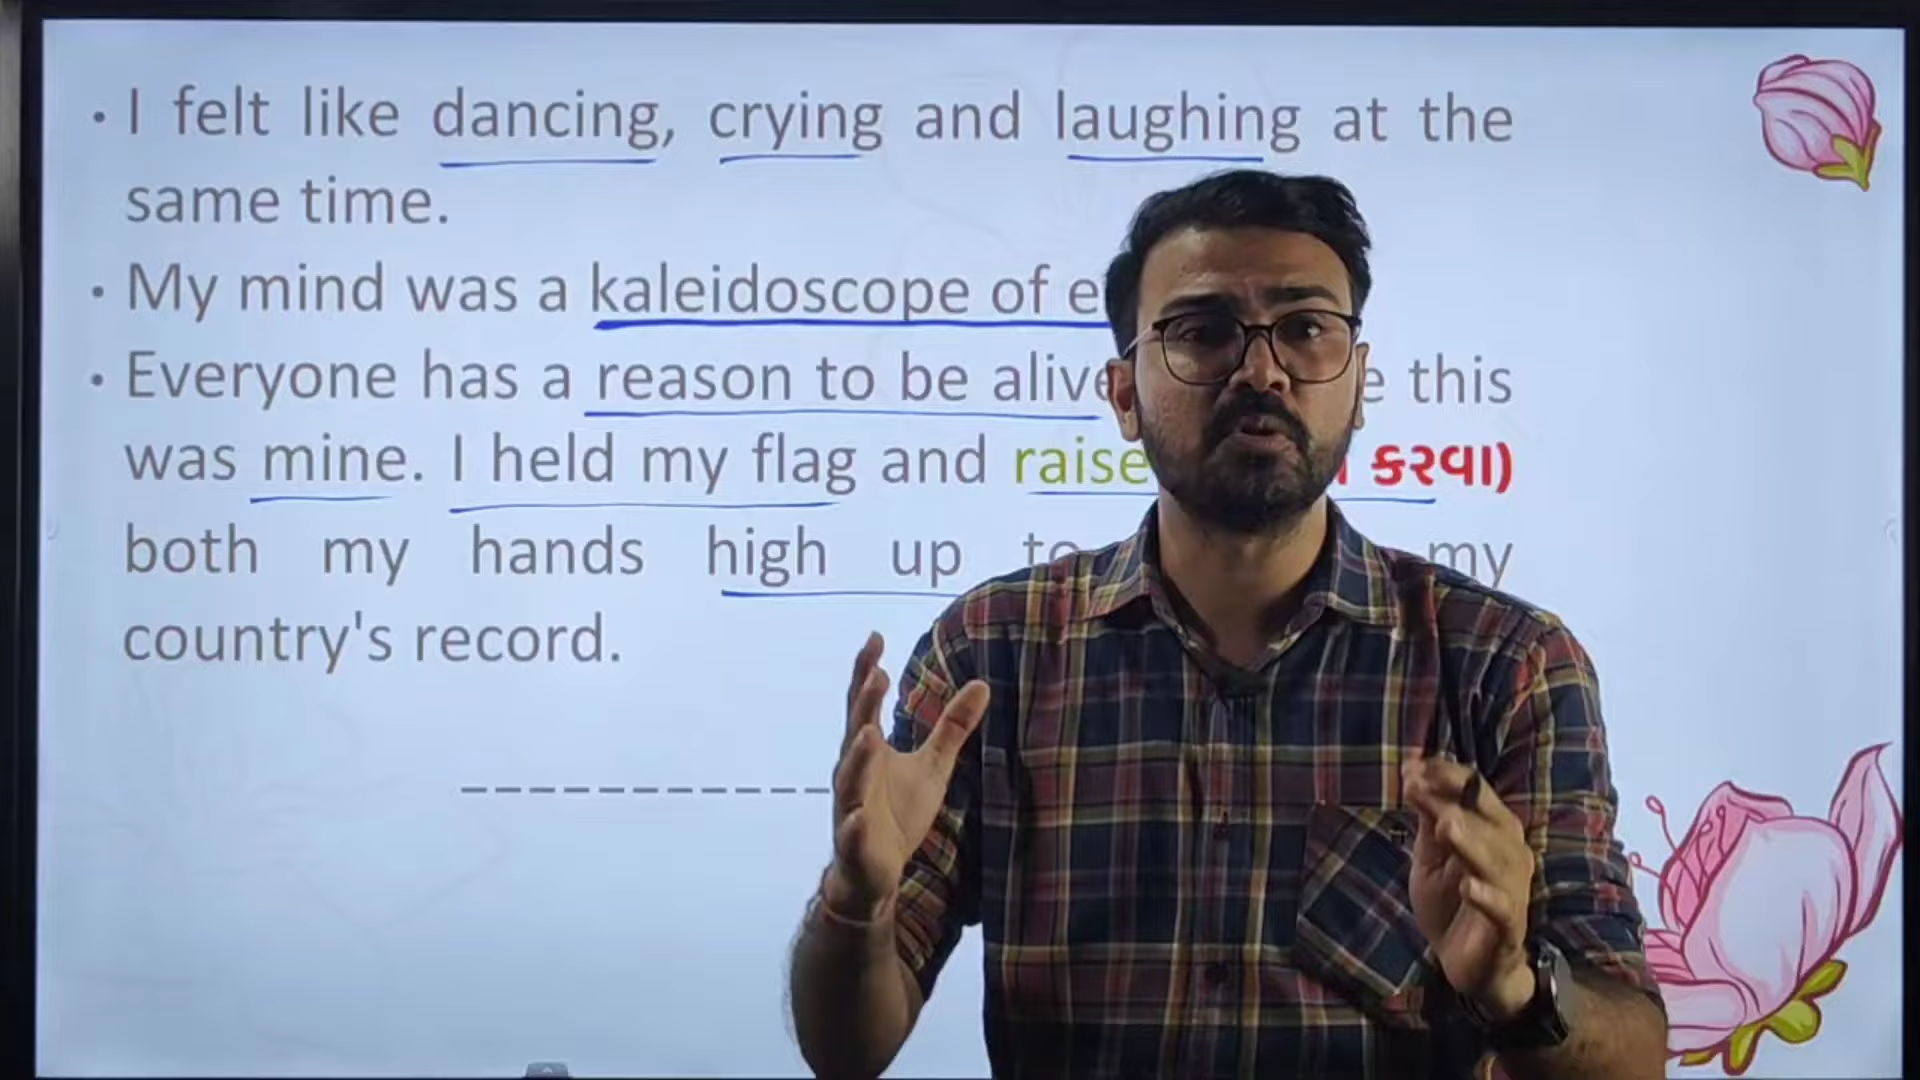 • I felt like dancing, crying and laughing at the
same time.
• My mind was a kaleidoscope of
• Everyone has a reason to be alive this
was mine. I held my flag and raise કરવા)
both my hands high up to my
country's record.